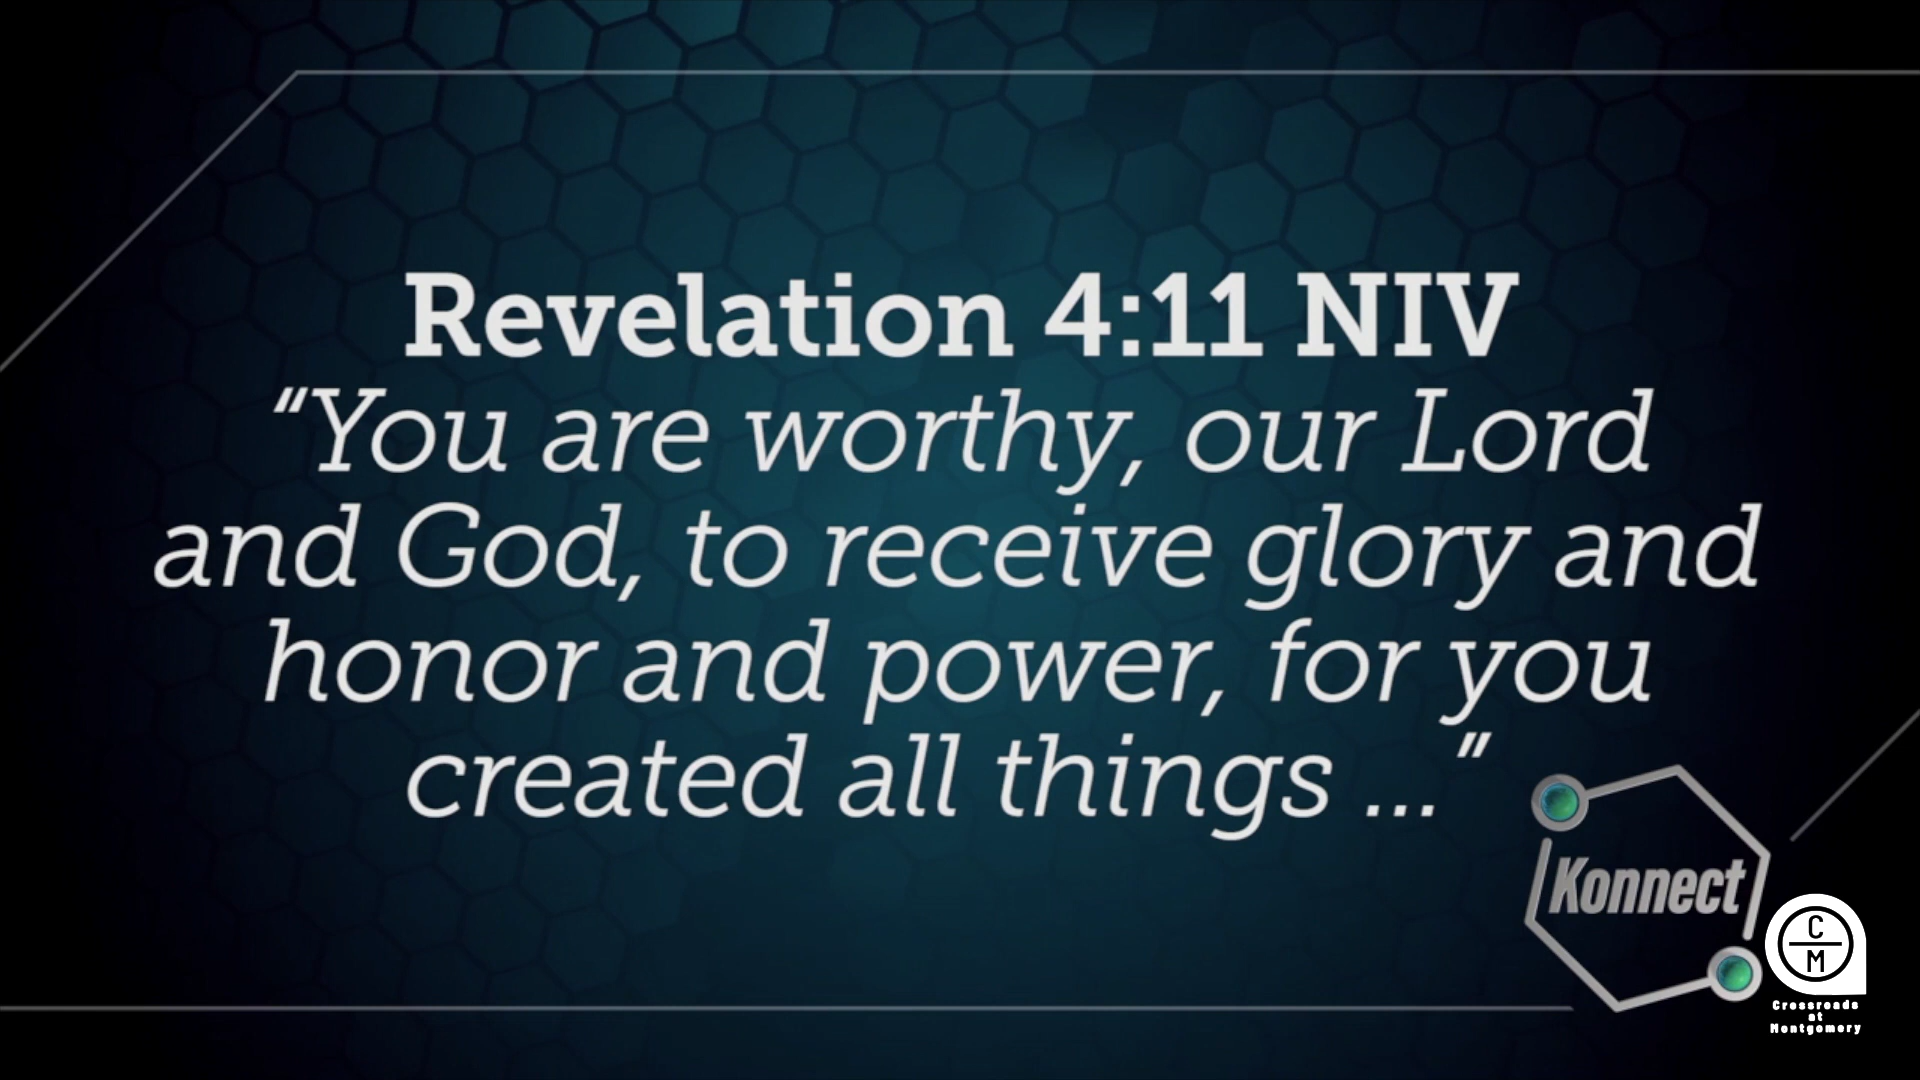 Revelation 4:11 NIV
“You are worthy, our Lord
and God, to receive glory and
honor and power, for you
created all things ... ”
Konnect
C
M
Crossroads
at
Montgomery